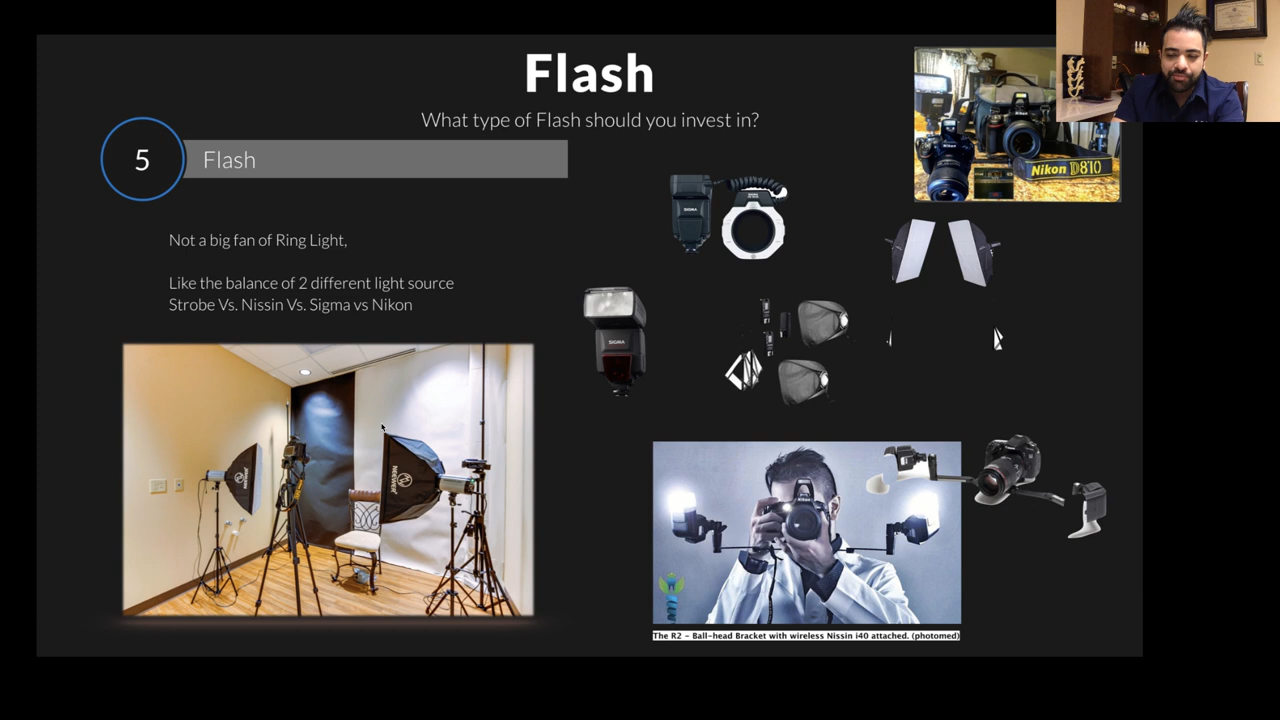 Flash
What type of Flash should you invest in?
5
Flash
Not a big fan of Ring Light,
Like the balance of 2 different light source
Strobe Vs. Nissin Vs. Sigma vs Nikon
Nikon D810
SIGMA
SIGMA
NEEWER
Nikon
The R2 - Ball-head Bracket with wireless Nissin i40 attached. (photomed)